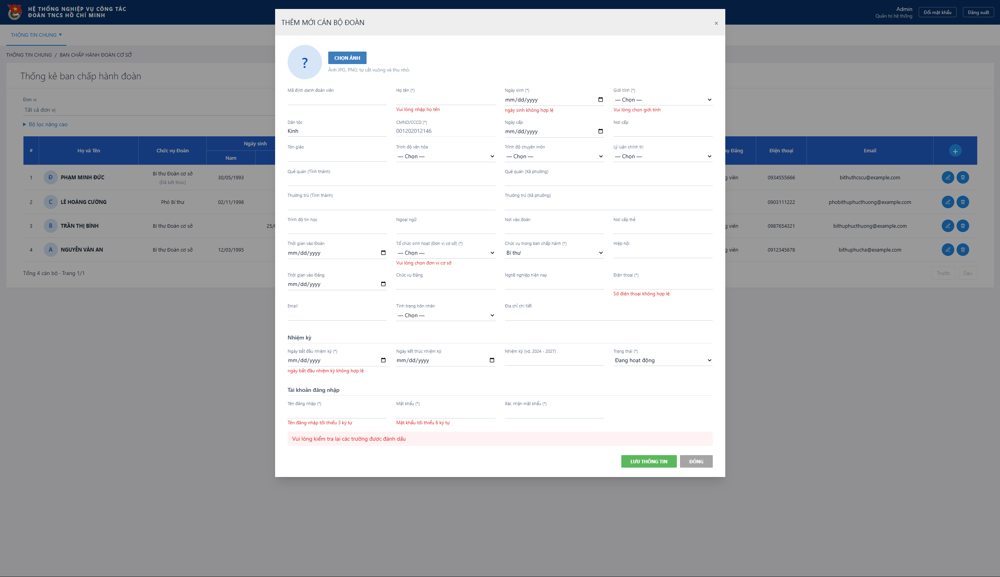 HỆ THỐNG NGHIỆP VỤ CÔNG TÁC
ĐOÀN TNCS HỒ CHÍ MINH
Admin
Quản trị hệ thống
Đổi mật khẩu
Đăng xuất
THÔNG TIN CHUNG
THÔNG TIN CHUNG / BAN CHẤP HÀNH ĐOÀN CƠ SỞ
Thống kê ban chấp hành đoàn
Đơn vị
Tất cả đơn vị
Bộ lọc nâng cao
# Họ và Tên Chức vụ Đoàn Ngày sinh vụ Đảng Điện thoại Email +
Nam
1 Đ PHẠM MINH ĐỨC Bí thư Đoàn cơ sở 30/05/1993 g viên 0934555666 bithuthcscu@example.com
(Đã kết thúc)
2 C LÊ HOÀNG CƯỜNG Phó Bí thư 02/11/1998 0903111222 phobithuphucthuong@example.com
3 B TRẦN THỊ BÌNH Bí thư Đoàn cơ sở 25/0 g viên 0987654321 bithuphucthuong@example.com
4 A NGUYỄN VĂN AN Bí thư Đoàn cơ sở 12/03/1995 g viên 0912345678 bithuphucha@example.com
Tổng 4 cán bộ · Trang 1/1
Trước Sau
THÊM MỚI CÁN BỘ ĐOÀN ×
?
CHỌN ẢNH
Ảnh JPG, PNG; tự cắt vuông và thu nhỏ.
Mã định danh đoàn viên Họ tên (*) Ngày sinh (*) Giới tính (*)
mm/dd/yyyy — Chọn —
Vui lòng nhập họ tên ngày sinh không hợp lệ Vui lòng chọn giới tính
Dân tộc CMND/CCCD (*) Ngày cấp Nơi cấp
Kinh 001202012146 mm/dd/yyyy
Tôn giáo Trình độ văn hóa Trình độ chuyên môn Lý luận chính trị
— Chọn — — Chọn — — Chọn —
Quê quán (Tỉnh thành) Quê quán (Xã phường)
Thường trú (Tỉnh thành) Thường trú (Xã phường)
Trình độ tin học Ngoại ngữ Nơi vào đoàn Nơi cấp thẻ
Thời gian vào Đoàn Tổ chức sinh hoạt (Đơn vị cơ sở) (*) Chức vụ trong ban chấp hành (*) Hiệp hội
mm/dd/yyyy — Chọn — Bí thư
Vui lòng chọn đơn vị cơ sở
Thời gian vào Đảng Chức vụ Đảng Nghề nghiệp hiện nay Điện thoại (*)
mm/dd/yyyy
Số điện thoại không hợp lệ
Email Tình trạng hôn nhân Địa chỉ chi tiết
— Chọn —
Nhiệm kỳ
Ngày bắt đầu nhiệm kỳ (*) Ngày kết thúc nhiệm kỳ Nhiệm kỳ (vd. 2024 - 2027) Trạng thái (*)
mm/dd/yyyy mm/dd/yyyy Đang hoạt động
ngày bắt đầu nhiệm kỳ không hợp lệ
Tài khoản đăng nhập
Tên đăng nhập (*) Mật khẩu (*) Xác nhận mật khẩu (*)
Tên đăng nhập tối thiểu 3 ký tự Mật khẩu tối thiểu 6 ký tự
Vui lòng kiểm tra lại các trường được đánh dấu
LƯU THÔNG TIN ĐÓNG